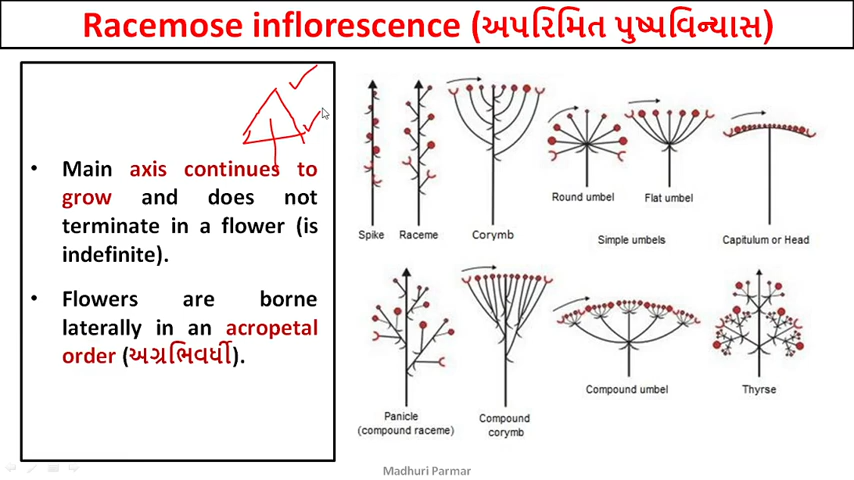 Racemose inflorescence (અપરિમિત પુષ્પવિન્યાસ)
• Main axis continues to
grow and does not
terminate in a flower (is
indefinite).
• Flowers are borne
laterally in an acropetal
order (અગ્રભિવર્ધી).
Spike
Raceme
Corymb
Round umbel
Flat umbel
Simple umbels
Capitulum or Head
Panicle
(compound raceme)
Compound
corymb
Compound umbel
Thyrse
Madhuri Parmar